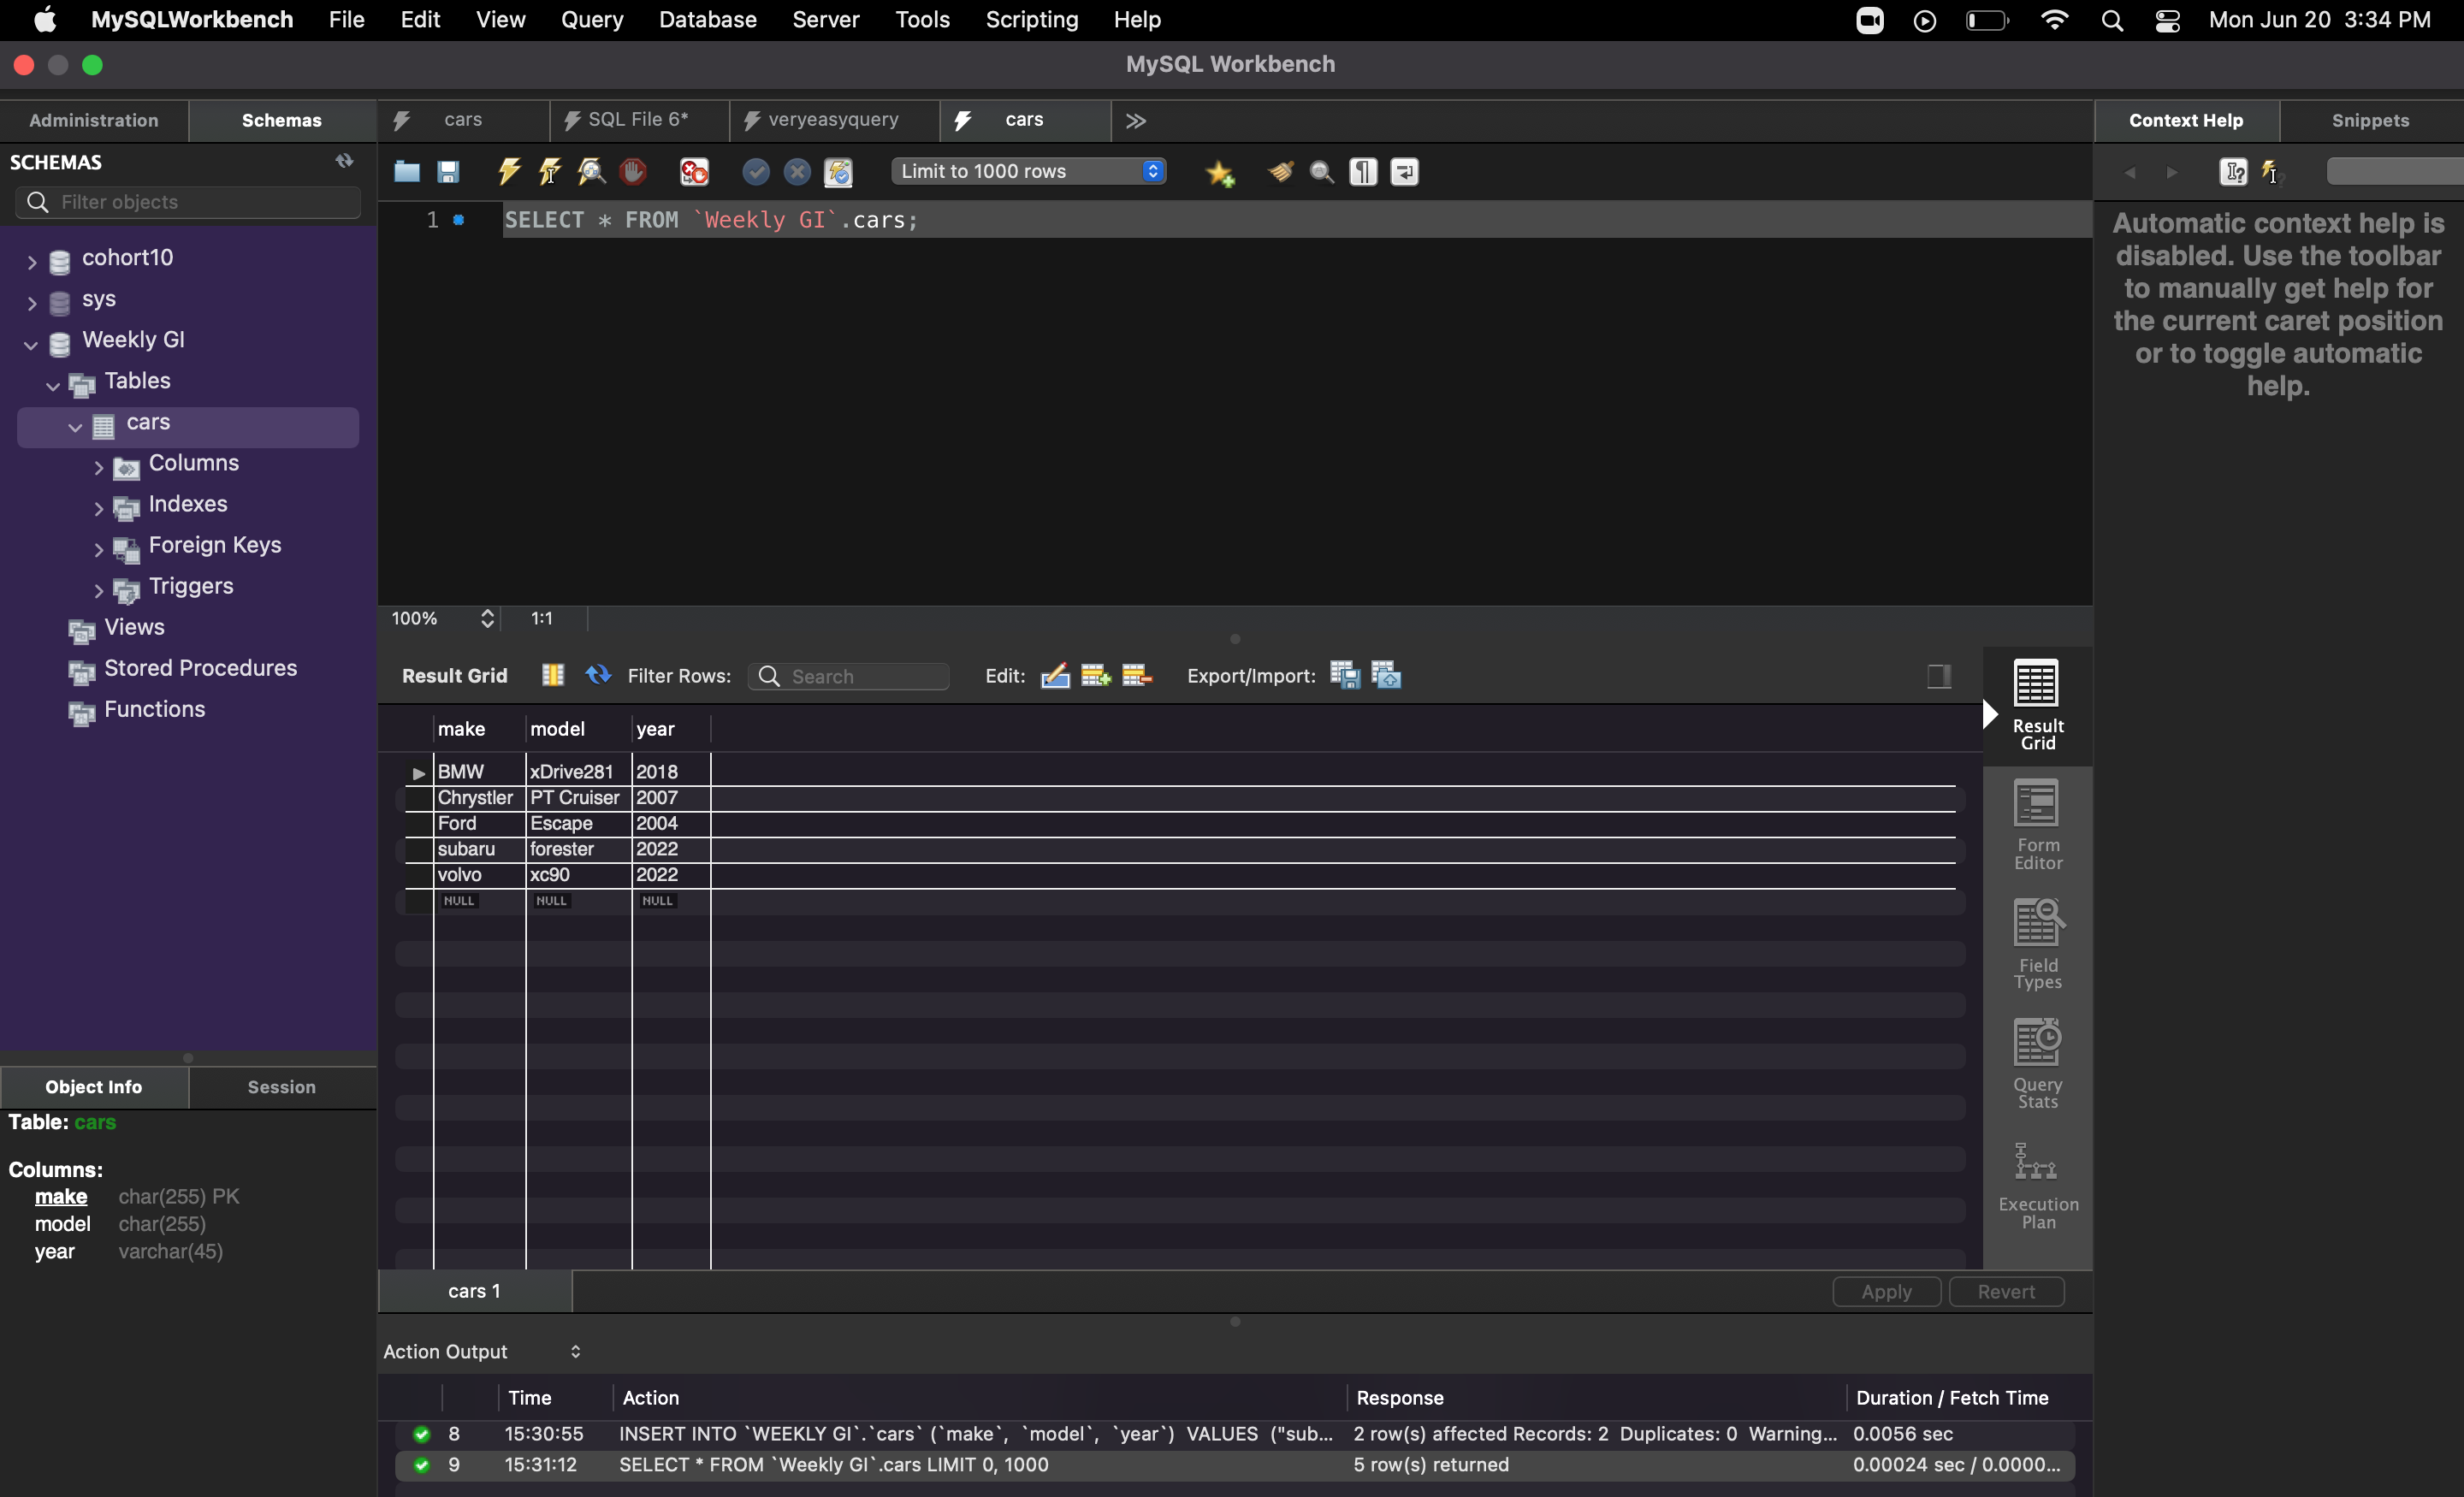 MySQLWorkbench File Edit View Query Database Server Tools Scripting Help Mon Jun 20 3:34 PM
MySQL Workbench
Administration Schemas
cars SQL File 6* veryeasyquery cars
Context Help Snippets
SCHEMAS
Limit to 1000 rows
Filter objects
1 SELECT * FROM `Weekly GI`.cars;
Automatic context help is
disabled. Use the toolbar
to manually get help for
the current caret position
or to toggle automatic
help.
cohort10
sys
Weekly GI
Tables
cars
Columns
Indexes
Foreign Keys
Triggers
Views
Stored Procedures
Functions
100% 1:1
Result Grid Filter Rows: Search Edit: Export/Import:
make model year
BMW xDrive281 2018
Chrystler PT Cruiser 2007
Ford Escape 2004
subaru forester 2022
volvo xc90 2022
NULL NULL NULL
Result
Grid
Form
Editor
Field
Types
Query
Stats
Execution
Plan
Object Info Session
Table: cars
Columns:
make char(255) PK
model char(255)
year varchar(45)
cars 1 Apply Revert
Action Output
Time Action Response Duration / Fetch Time
8 15:30:55 INSERT INTO `WEEKLY GI`.`cars` (`make`, `model`, `year`) VALUES ("sub... 2 row(s) affected Records: 2 Duplicates: 0 Warning... 0.0056 sec
9 15:31:12 SELECT * FROM `Weekly GI`.cars LIMIT 0, 1000 5 row(s) returned 0.00024 sec / 0.0000...